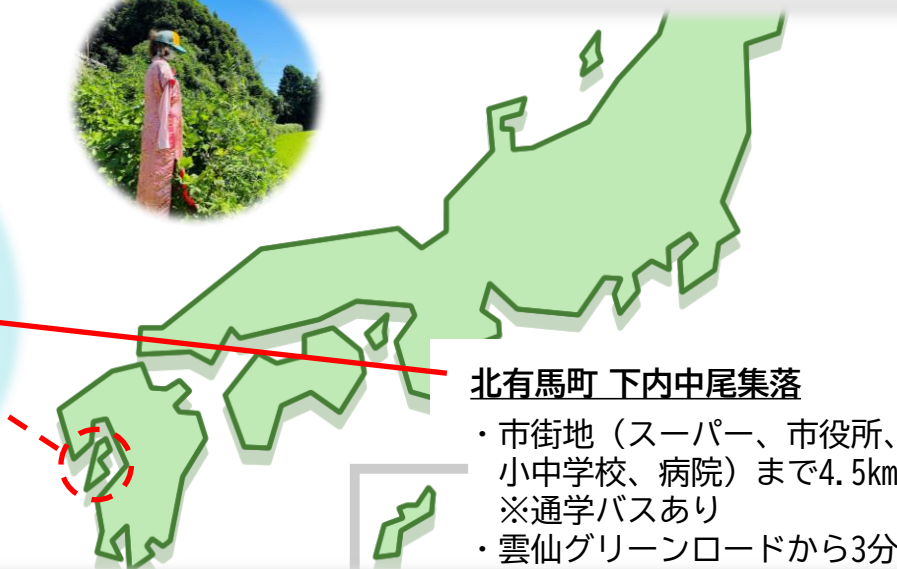 北有馬町 下内中尾集落
・市街地（スーパー、市役所、
小中学校、病院）まで4.5km
※通学バスあり
・雲仙グリーンロードから3分